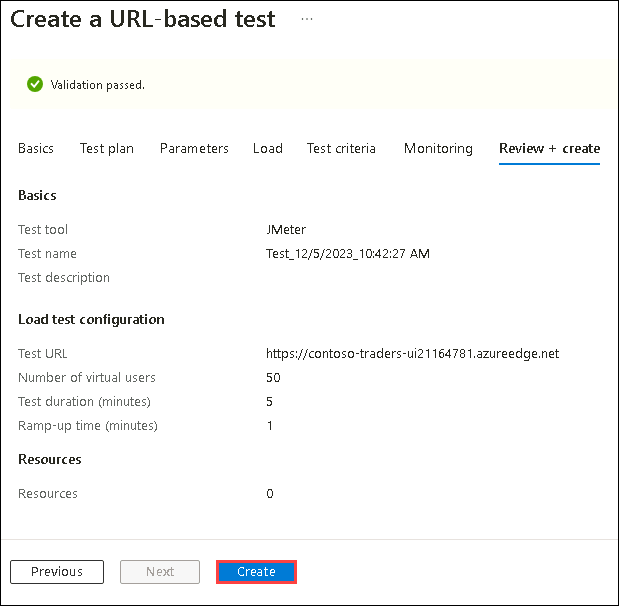 Create a URL-based test ...
Validation passed.
Basics Test plan Parameters Load Test criteria Monitoring Review + create
Basics
Test tool JMeter
Test name Test_12/5/2023_10:42:27 AM
Test description
Load test configuration
Test URL https://contoso-traders-ui21164781.azureedge.net
Number of virtual users 50
Test duration (minutes) 5
Ramp-up time (minutes) 1
Resources
Resources 0
Previous Next Create